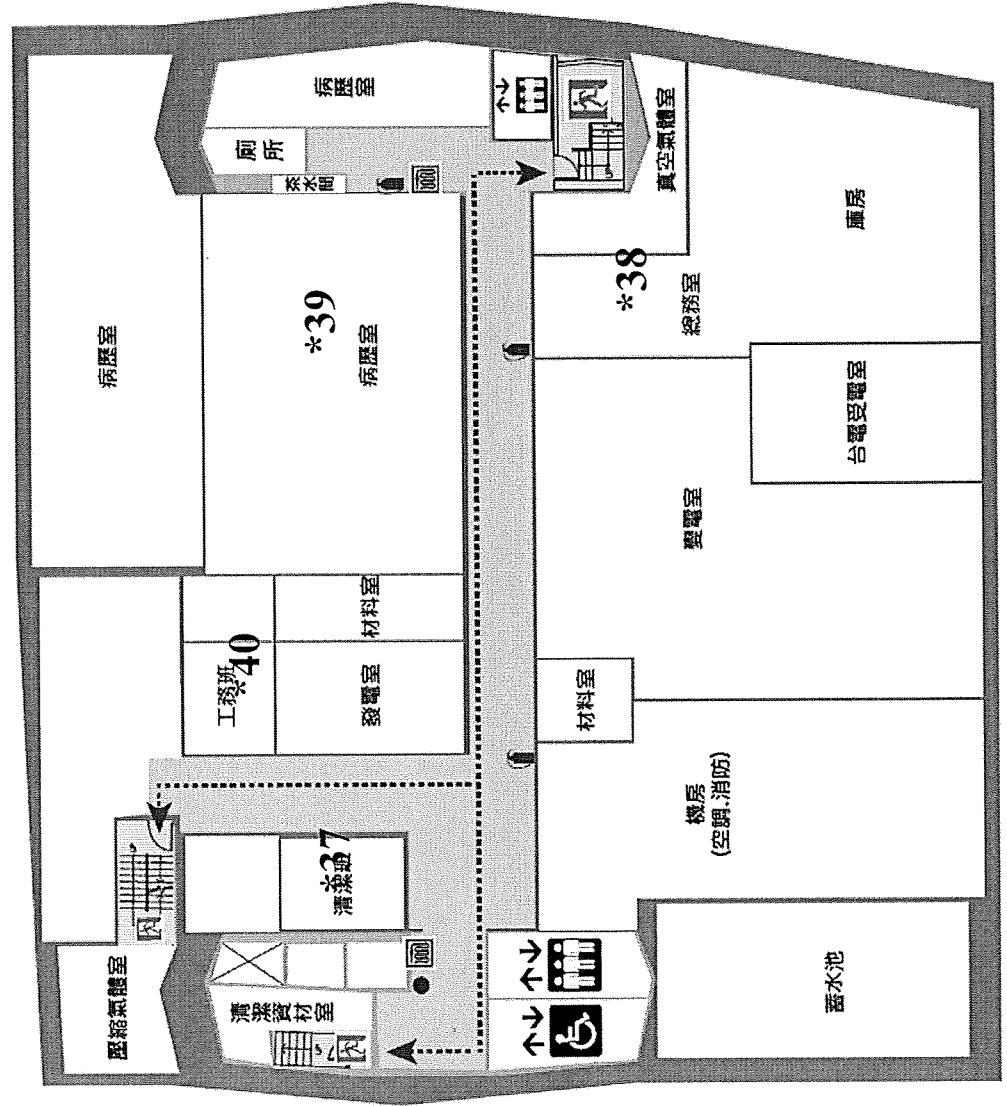 病歷室
病歷室
廁所
茶水間
真空氣體室
庫房
*38
總務室
*39
病歷室
台電受電室
變電室
材料室
*40
工務班
發電室
材料室
機房
(空調.消防)
*37
清潔班
壓縮氣體室
清潔資材室
蓄水池